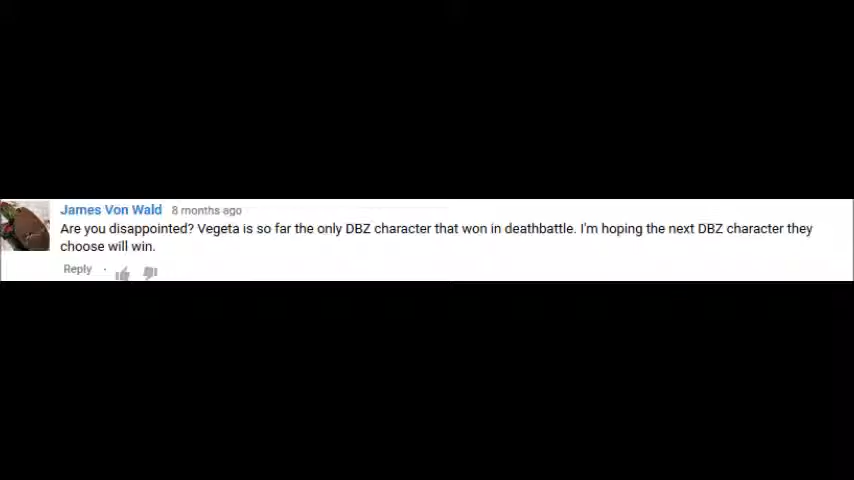 James Von Wald 8 months ago
Are you disappointed? Vegeta is so far the only DBZ character that won in deathbattle. I'm hoping the next DBZ character they
choose will win.
Reply ·